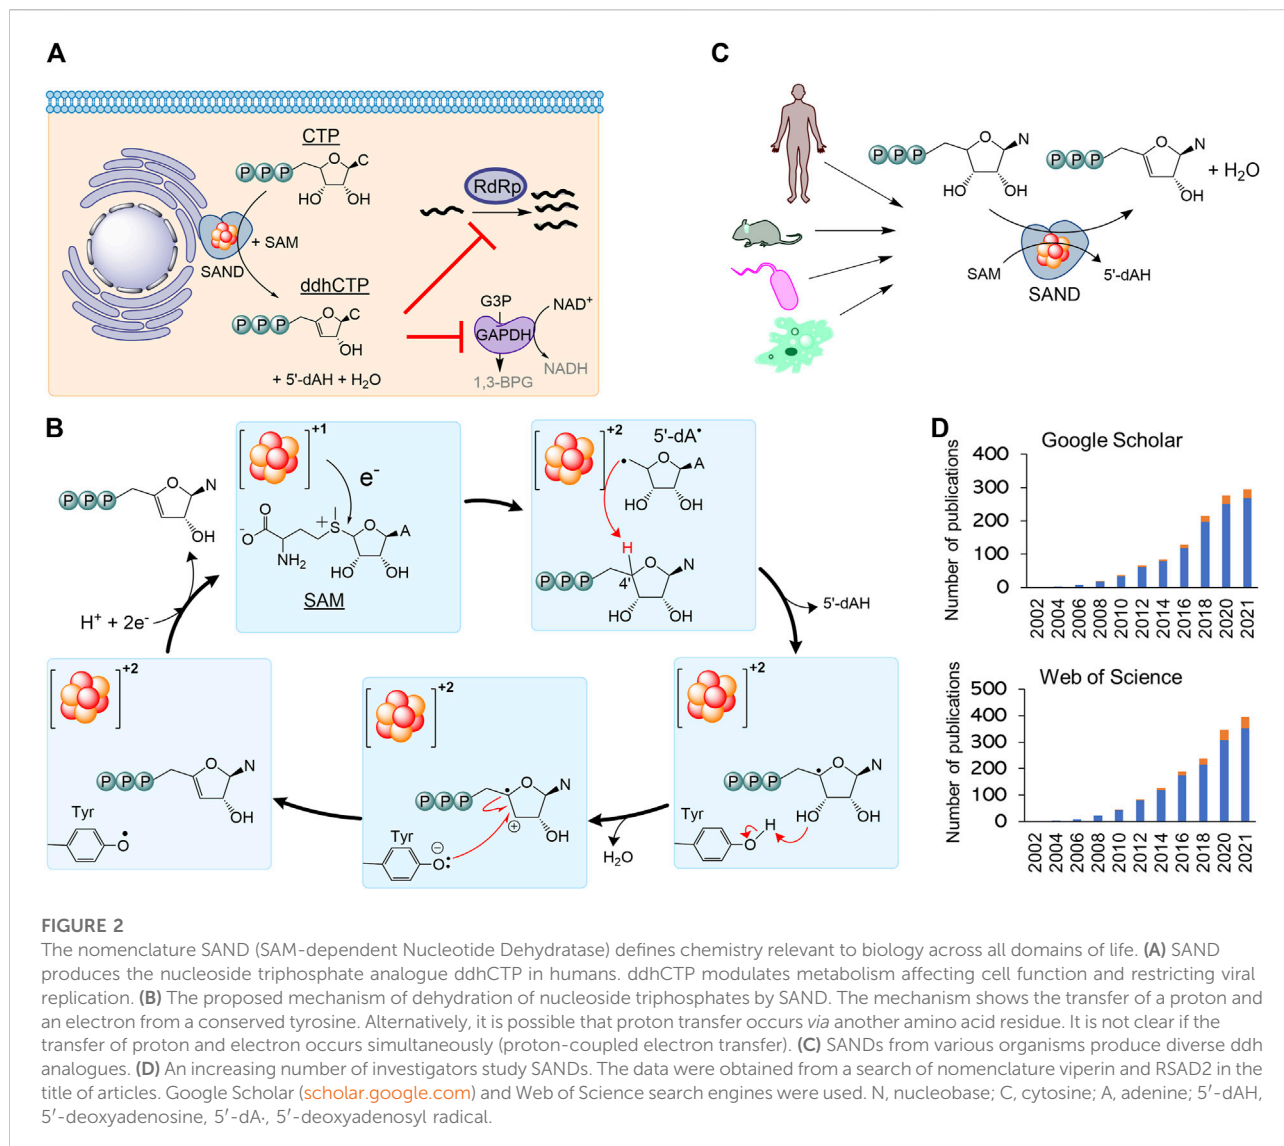 A
CTP
P P P
O
C
HO OH
+ SAM
SAND
ddhCTP
P P P
O
C
OH
+ 5'-dAH + H₂O
RdRp
G3P
NAD⁺
GAPDH
NADH
1,3-BPG
C
P P P
O
N
HO OH
P P P
O
N
OH
+ H₂O
SAM
5'-dAH
SAND
B
P P P
O
N
OH
H⁺ + 2e⁻
+1
e⁻
O
⁻O
NH₂
S
+
O
A
HO OH
SAM
+2
5'-dA•
O
A
HO OH
H
4'
P P P
O
N
HO OH
5'-dAH
+2
P P P
O
N
HO OH
Tyr
O H
H₂O
+2
P P P
O
N
⊕
OH
Tyr
⊖
O:
+2
P P P
O
N
OH
Tyr
O
D
Google Scholar
Number of publications
400
300
200
100
0
2002 2004 2006 2008 2010 2012 2014 2016 2018 2020 2021
Web of Science
Number of publications
500
400
300
200
100
0
2002 2004 2006 2008 2010 2012 2014 2016 2018 2020 2021
FIGURE 2
The nomenclature SAND (SAM-dependent Nucleotide Dehydratase) defines chemistry relevant to biology across all domains of life. (A) SAND
produces the nucleoside triphosphate analogue ddhCTP in humans. ddhCTP modulates metabolism affecting cell function and restricting viral
replication. (B) The proposed mechanism of dehydration of nucleoside triphosphates by SAND. The mechanism shows the transfer of a proton and
an electron from a conserved tyrosine. Alternatively, it is possible that proton transfer occurs via another amino acid residue. It is not clear if the
transfer of proton and electron occurs simultaneously (proton-coupled electron transfer). (C) SANDs from various organisms produce diverse ddh
analogues. (D) An increasing number of investigators study SANDs. The data were obtained from a search of nomenclature viperin and RSAD2 in the
title of articles. Google Scholar (scholar.google.com) and Web of Science search engines were used. N, nucleobase; C, cytosine; A, adenine; 5′-dAH,
5′-deoxyadenosine, 5′-dA·, 5′-deoxyadenosyl radical.